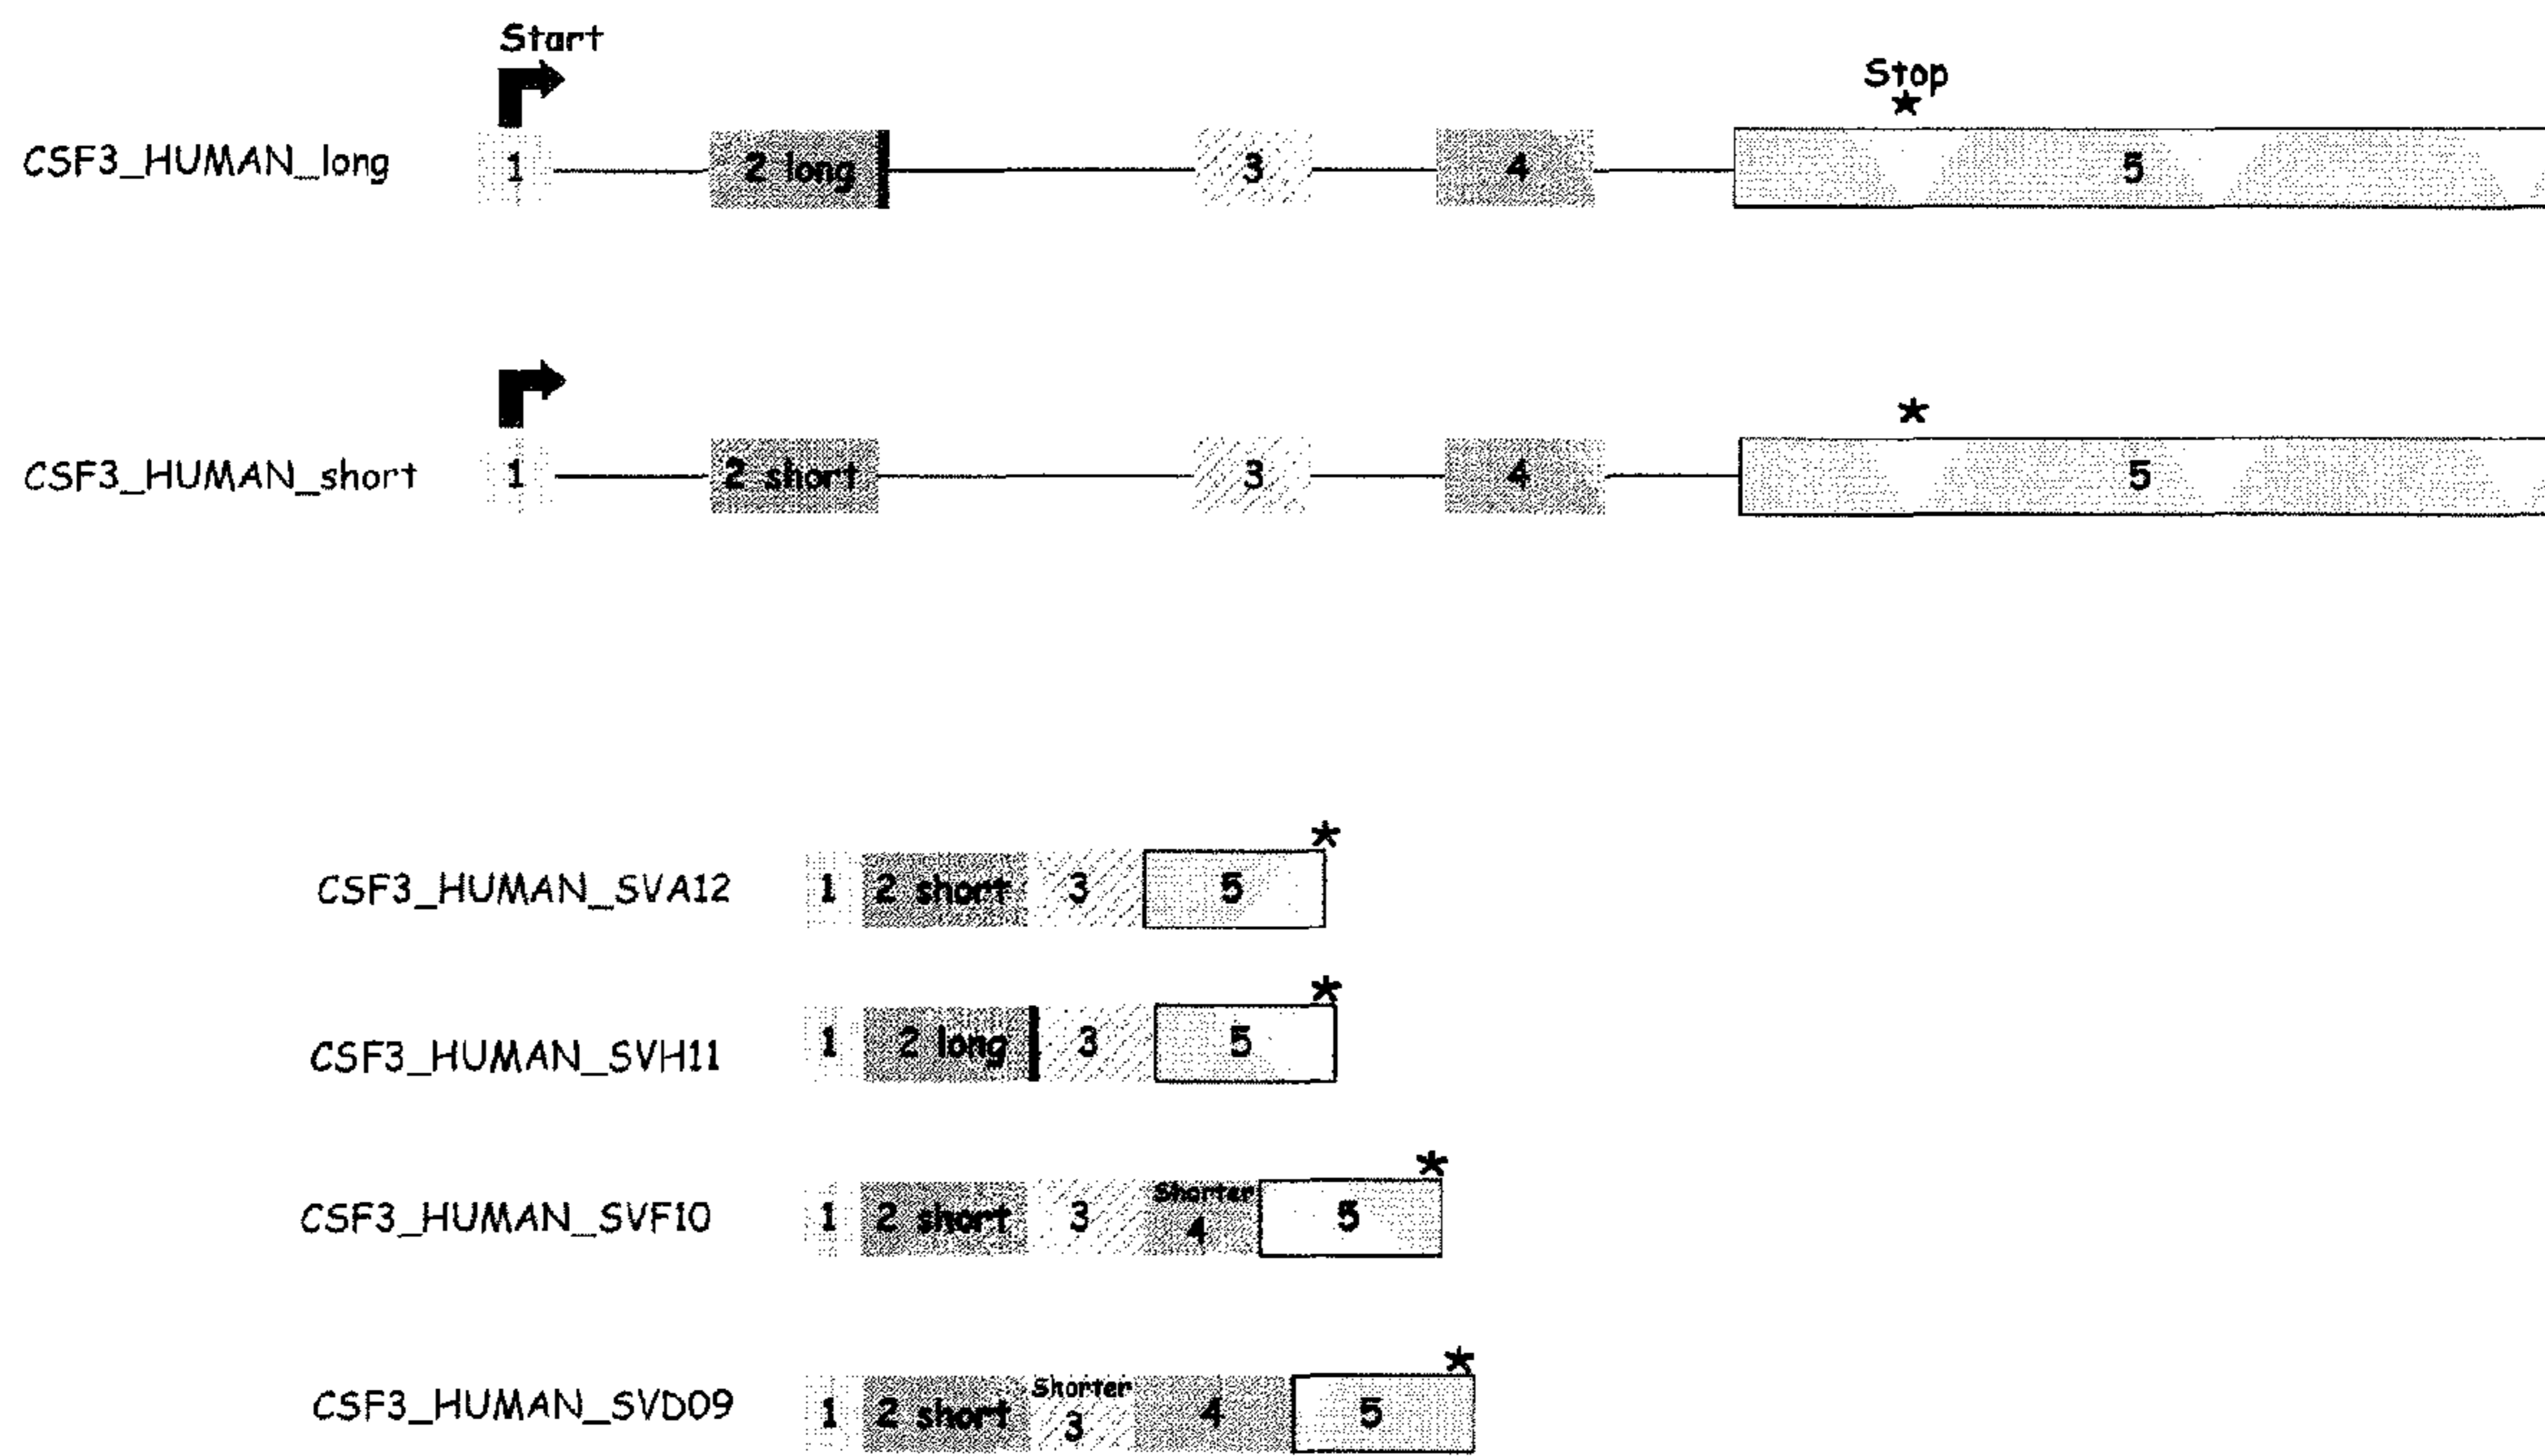 Start
Stop
★
CSF3_HUMAN_long 1 2 long 3 4 5
*
CSF3_HUMAN_short 1 2 short 3 4 5
*
CSF3_HUMAN_SVA12 1 2 short 3 5
*
CSF3_HUMAN_SVH11 1 2 long 3 5
*
Shorter
CSF3_HUMAN_SVF10 1 2 short 3 4 5
*
Shorter
CSF3_HUMAN_SVD09 1 2 short 3 4 5